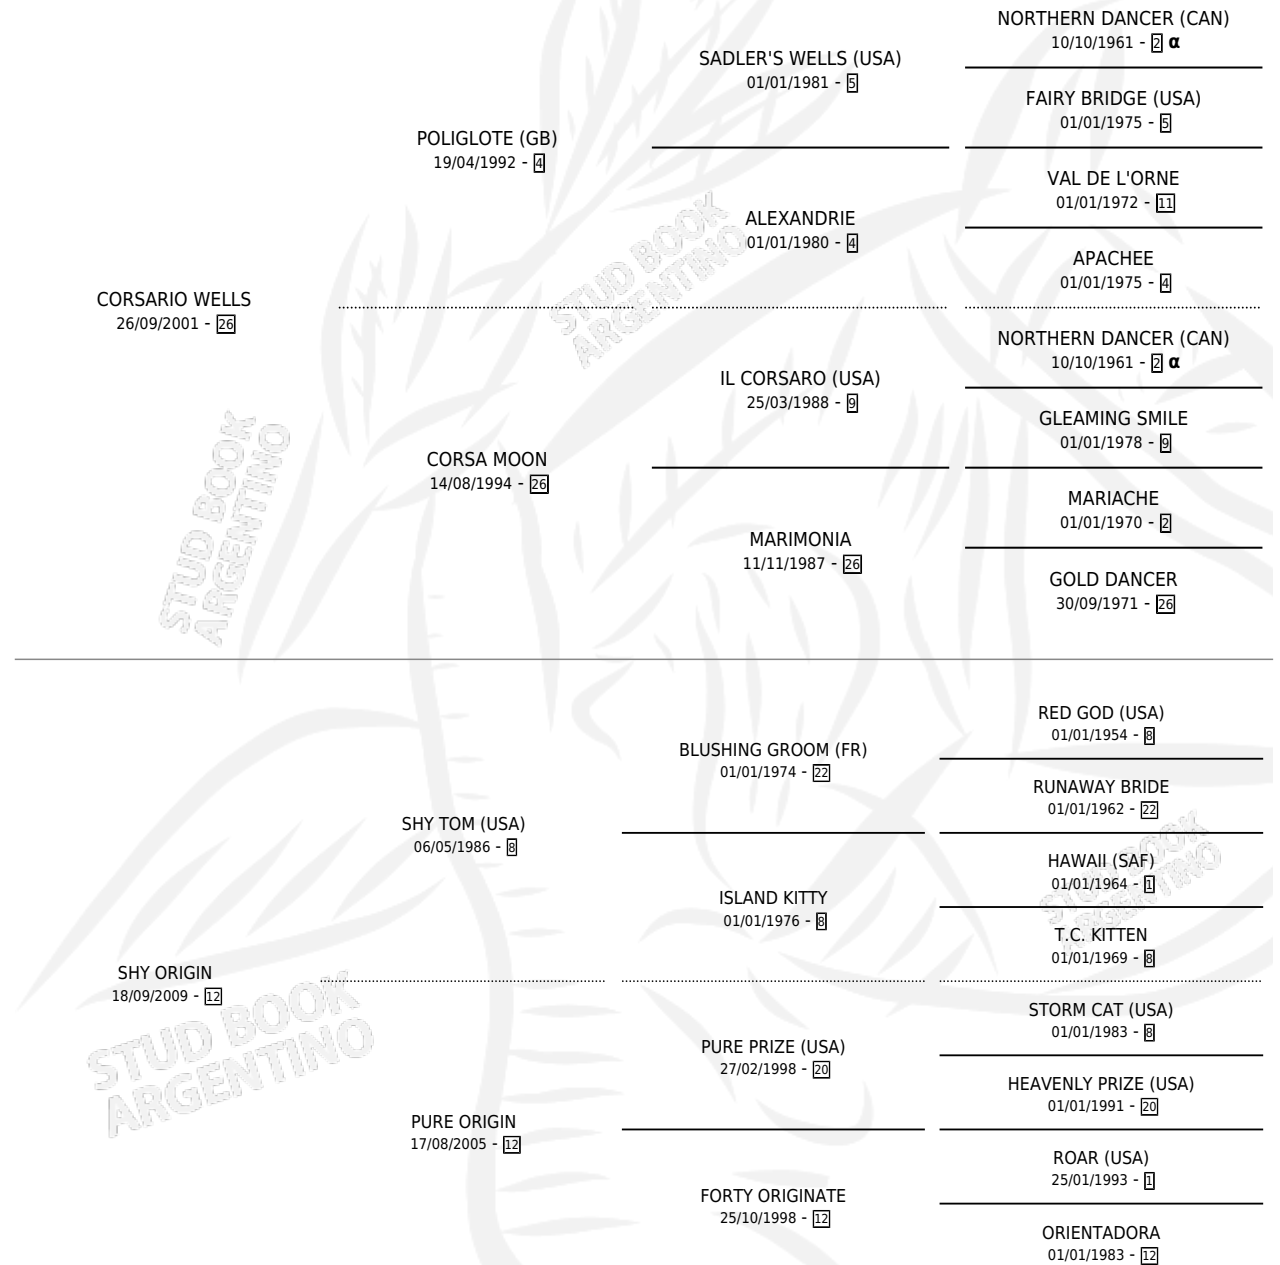 NORTHERN DANCER (CAN)
10/10/1961 - 2 α
SADLER'S WELLS (USA)
01/01/1981 - 5
FAIRY BRIDGE (USA)
01/01/1975 - 5
POLIGLOTE (GB)
19/04/1992 - 4
VAL DE L'ORNE
01/01/1972 - 11
ALEXANDRIE
01/01/1980 - 4
APACHEE
01/01/1975 - 4
STUD BOOK
ARGENTINO
CORSARIO WELLS
26/09/2001 - 26
NORTHERN DANCER (CAN)
10/10/1961 - 2 α
IL CORSARO (USA)
25/03/1988 - 9
GLEAMING SMILE
01/01/1978 - 9
CORSA MOON
14/08/1994 - 26
MARIACHE
01/01/1970 - 2
MARIMONIA
11/11/1987 - 26
GOLD DANCER
30/09/1971 - 26
STUD BOOK
ARGENTINO
RED GOD (USA)
01/01/1954 - 8
BLUSHING GROOM (FR)
01/01/1974 - 22
RUNAWAY BRIDE
01/01/1962 - 22
SHY TOM (USA)
06/05/1986 - 8
HAWAII (SAF)
01/01/1964 - 1
STUD BOOK
ARGENTINO
ISLAND KITTY
01/01/1976 - 8
T.C. KITTEN
01/01/1969 - 8
SHY ORIGIN
18/09/2009 - 12
STORM CAT (USA)
01/01/1983 - 8
STUD BOOK
ARGENTINO
PURE PRIZE (USA)
27/02/1998 - 20
HEAVENLY PRIZE (USA)
01/01/1991 - 20
PURE ORIGIN
17/08/2005 - 12
ROAR (USA)
25/01/1993 - 1
FORTY ORIGINATE
25/10/1998 - 12
ORIENTADORA
01/01/1983 - 12